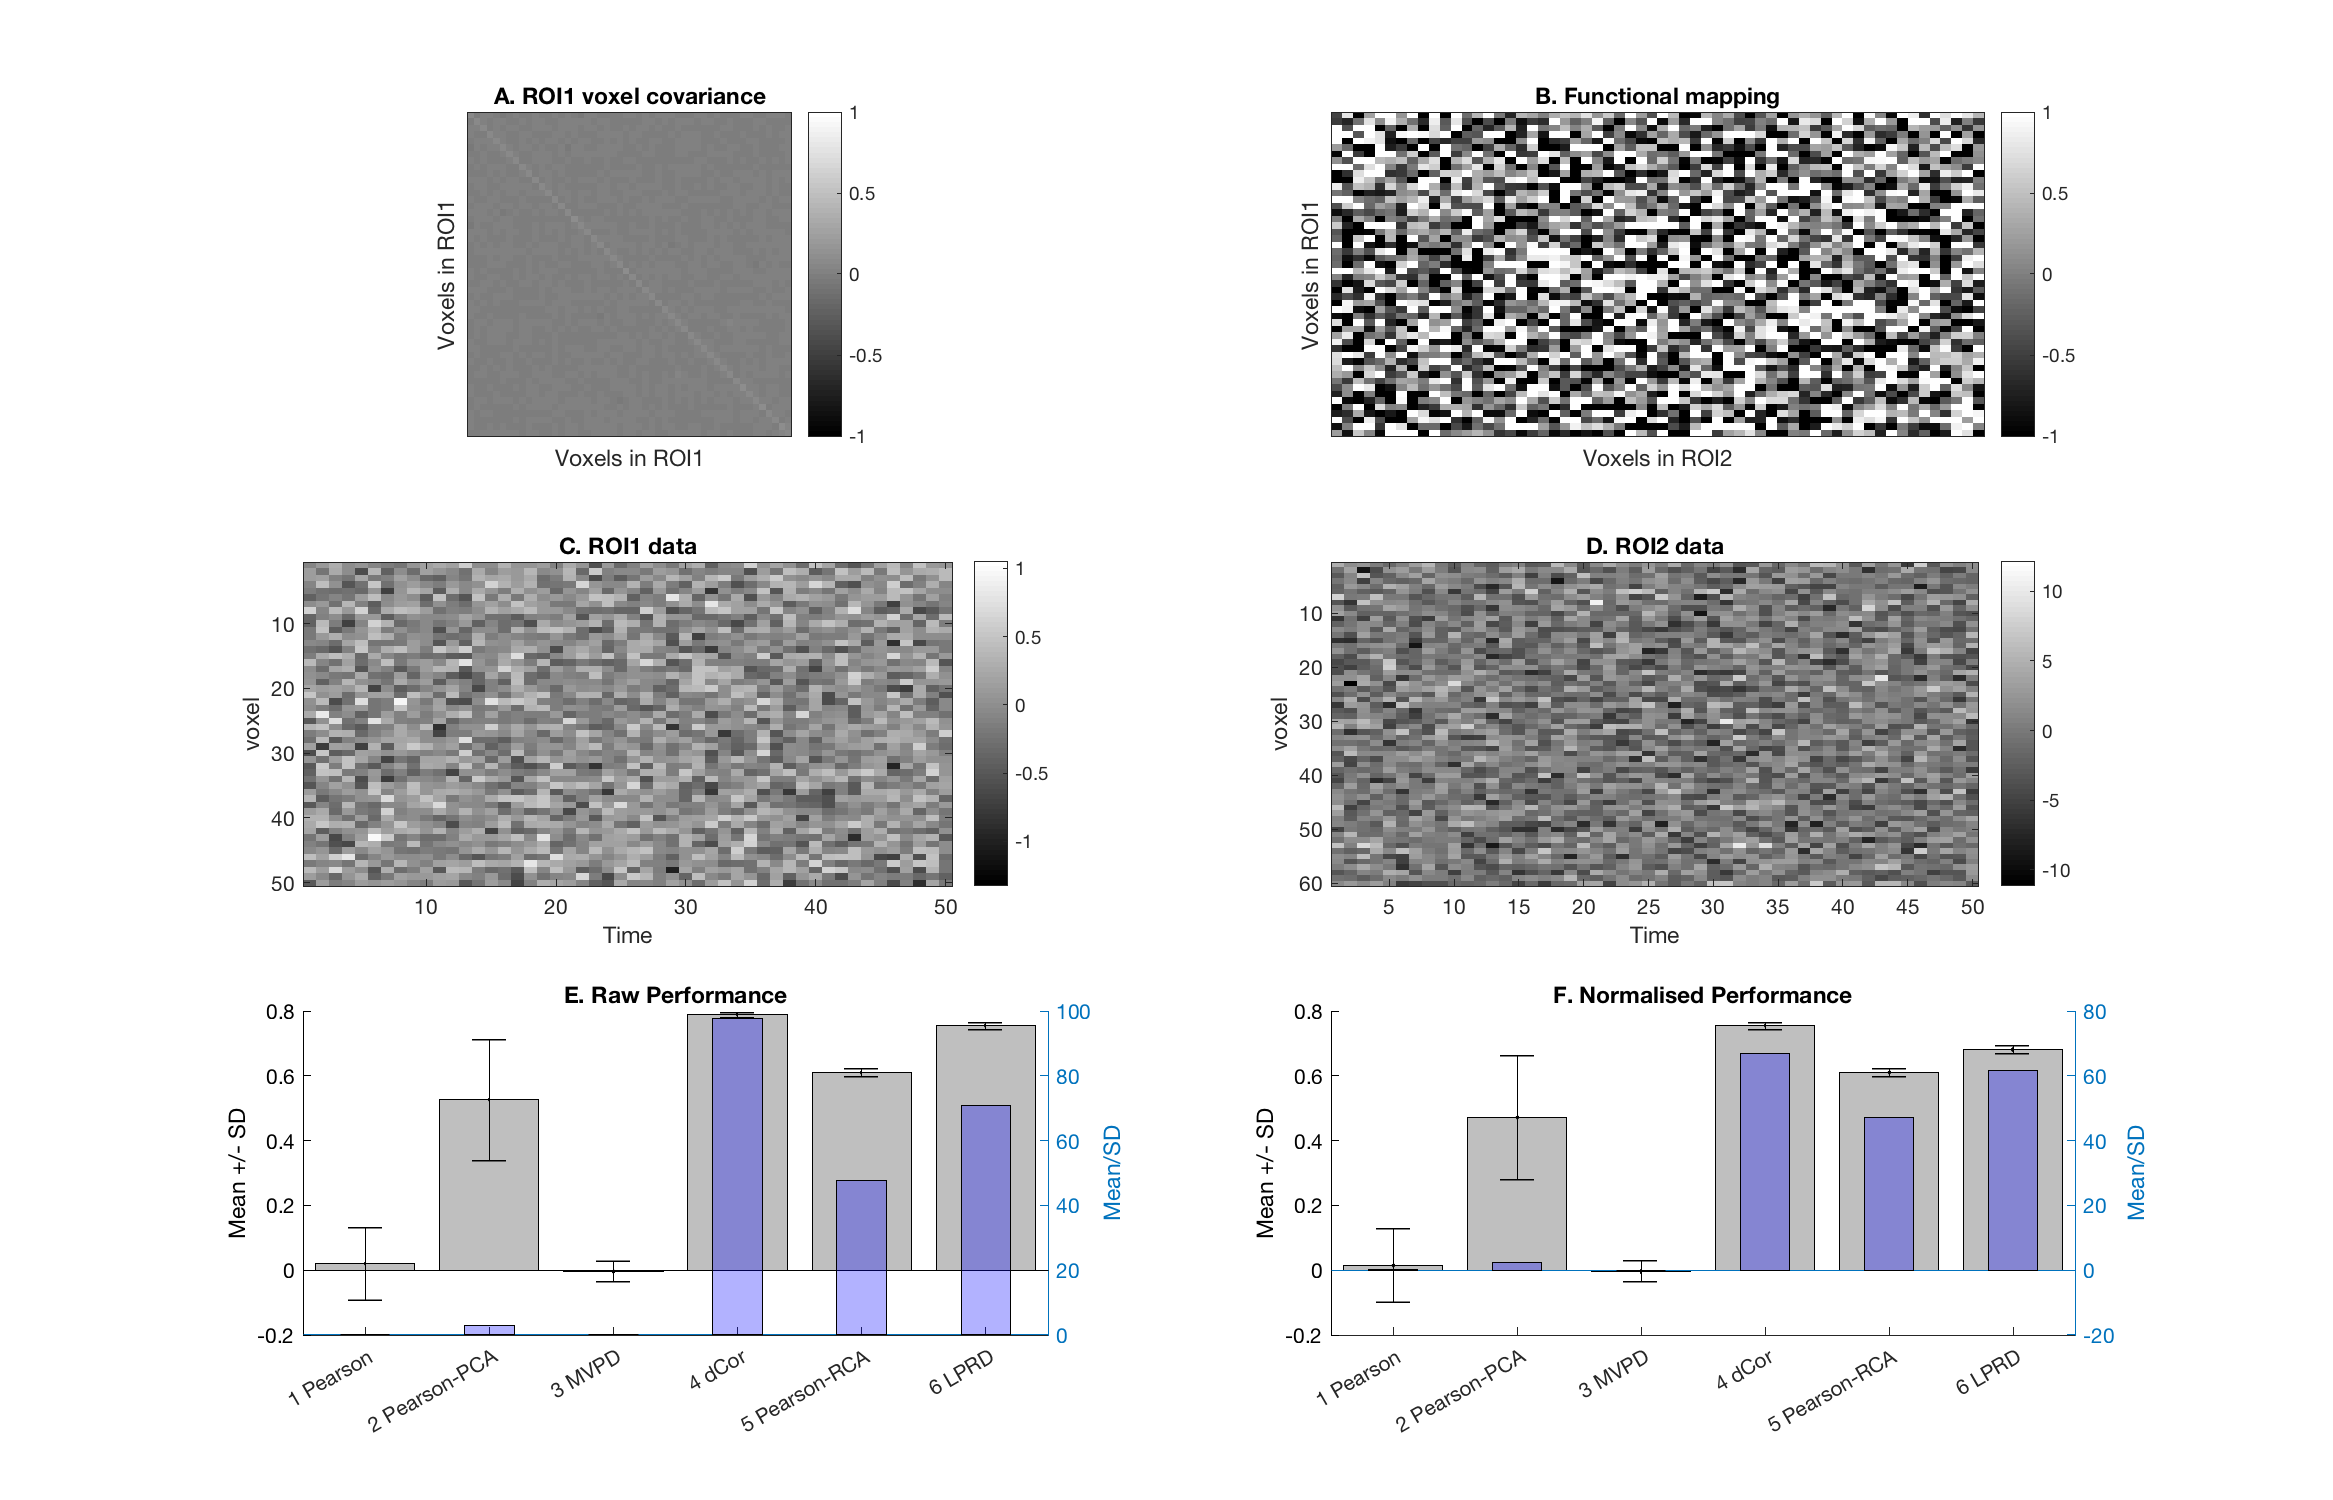 A. ROI1 voxel covariance
1
0.5
0
-0.5
-1
Voxels in ROI1
Voxels in ROI1
B. Functional mapping
1
0.5
0
-0.5
-1
Voxels in ROI1
Voxels in ROI2
C. ROI1 data
10
20
30
40
50
voxel
10 20 30 40 50
Time
1
0.5
0
-0.5
-1
D. ROI2 data
10
20
30
40
50
60
voxel
5 10 15 20 25 30 35 40 45 50
Time
10
5
0
-5
-10
E. Raw Performance
0.8
0.6
0.4
0.2
0
-0.2
Mean +/- SD
100
80
60
40
20
0
Mean/SD
1 Pearson
2 Pearson-PCA
3 MVPD
4 dCor
5 Pearson-RCA
6 LPRD
F. Normalised Performance
0.8
0.6
0.4
0.2
0
-0.2
Mean +/- SD
80
60
40
20
0
-20
Mean/SD
1 Pearson
2 Pearson-PCA
3 MVPD
4 dCor
5 Pearson-RCA
6 LPRD